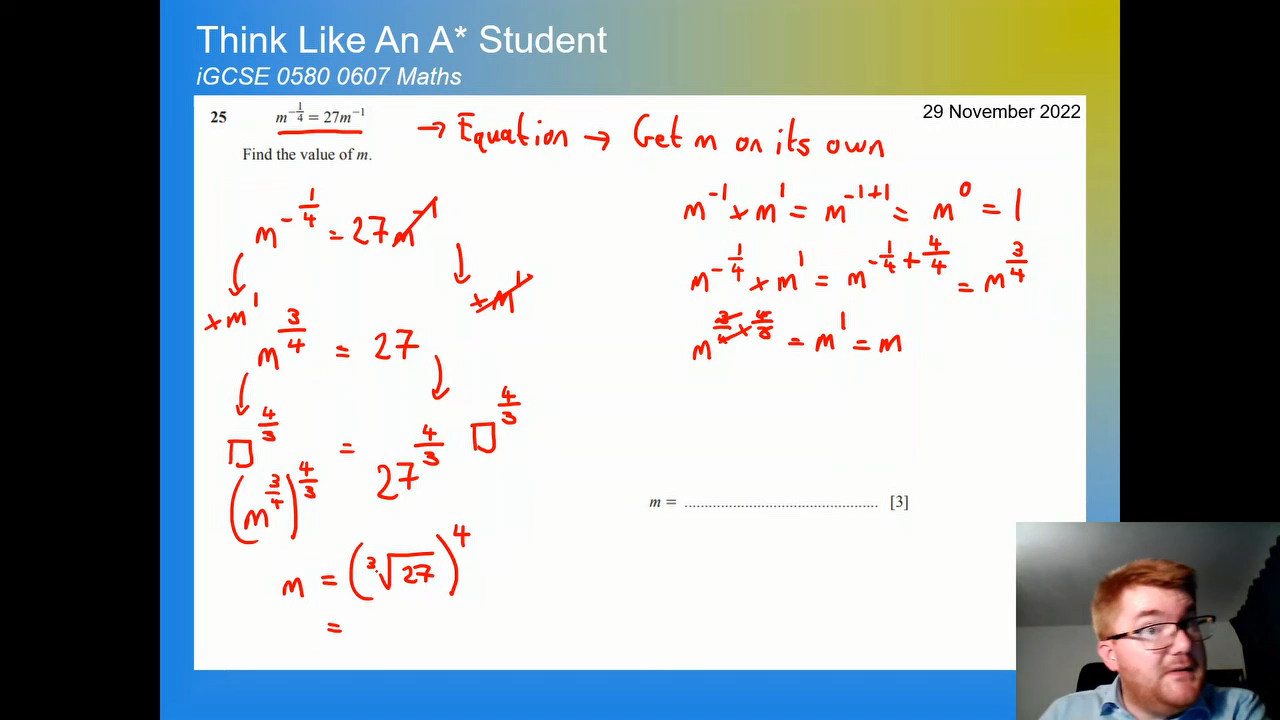 Think Like An A* Student
iGCSE 0580 0607 Maths
29 November 2022
25 m^{-1/4} = 27m^{-1}
Find the value of m.
→ Equation → Get m on its own
m^{-1/4} = 27m^{-1}
×m^1 ×m^1
m^{3/4} = 27
□^{4/3} = 27^{4/3} □^{4/3}
(m^{3/4})^{4/3}
m = (³√27)^4
=
m^{-1} × m^1 = m^{-1+1} = m^0 = 1
m^{-1/4} × m^1 = m^{-1/4 + 4/4} = m^{3/4}
m^{3/4 × 4/3} = m^1 = m
m = ................................................ [3]